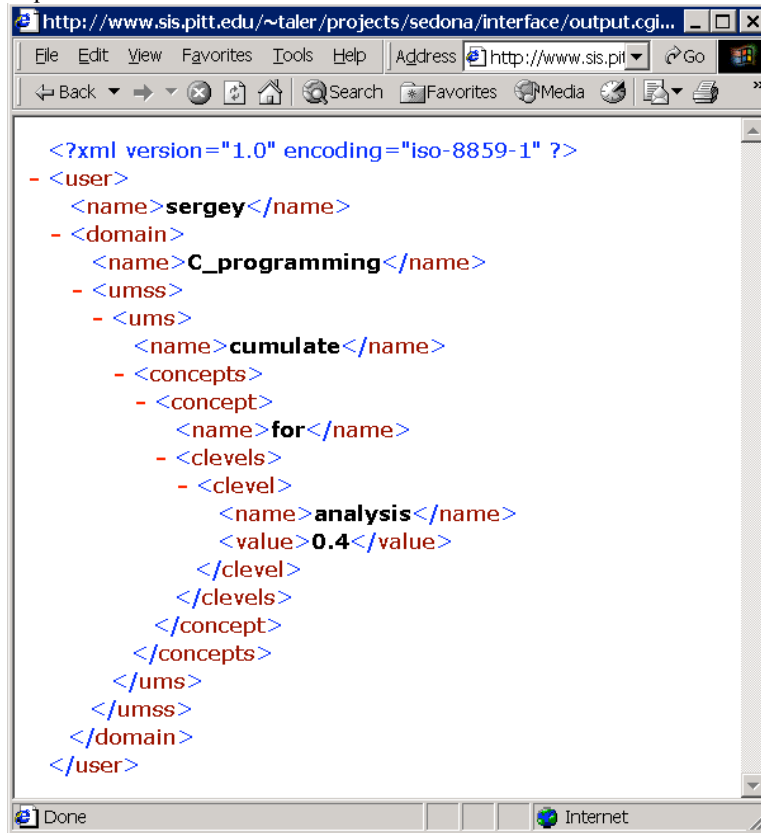 http://www.sis.pitt.edu/~taler/projects/sedona/interface/output.cgi...
File Edit View Favorites Tools Help Address http://www.sis.pit Go
Back Search Favorites Media »
<?xml version="1.0" encoding="iso-8859-1" ?>
- <user>
<name>sergey</name>
- <domain>
<name>C_programming</name>
- <umss>
- <ums>
<name>cumulate</name>
- <concepts>
- <concept>
<name>for</name>
- <clevels>
- <clevel>
<name>analysis</name>
<value>0.4</value>
</clevel>
</clevels>
</concept>
</concepts>
</ums>
</umss>
</domain>
</user>
Done Internet